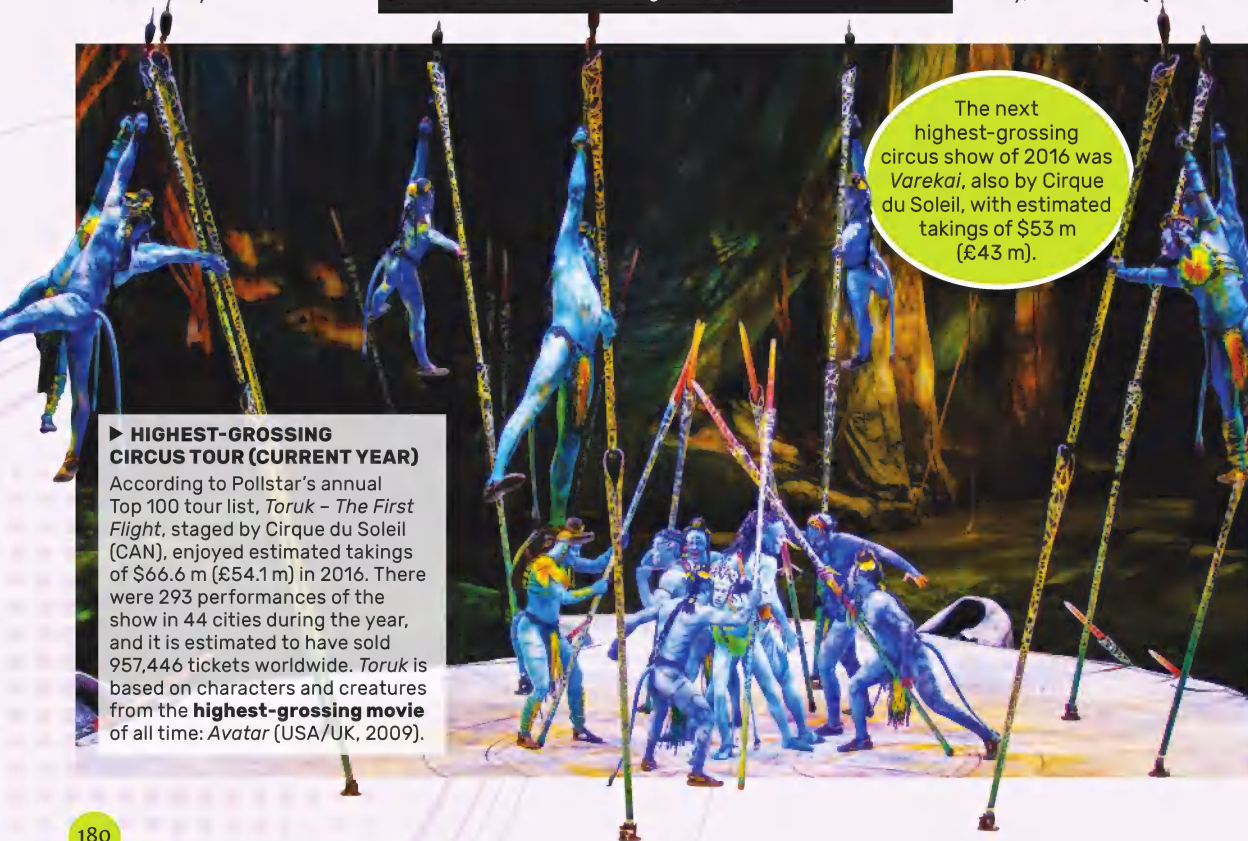 ▶ HIGHEST-GROSSING
CIRCUS TOUR (CURRENT YEAR)
According to Pollstar's annual
Top 100 tour list, Toruk – The First
Flight, staged by Cirque du Soleil
(CAN), enjoyed estimated takings
of $66.6 m (£54.1 m) in 2016. There
were 293 performances of the
show in 44 cities during the year,
and it is estimated to have sold
957,446 tickets worldwide. Toruk is
based on characters and creatures
from the highest-grossing movie
of all time: Avatar (USA/UK, 2009).
The next
highest-grossing
circus show of 2016 was
Varekai, also by Cirque
du Soleil, with estimated
takings of $53 m
(£43 m).
180